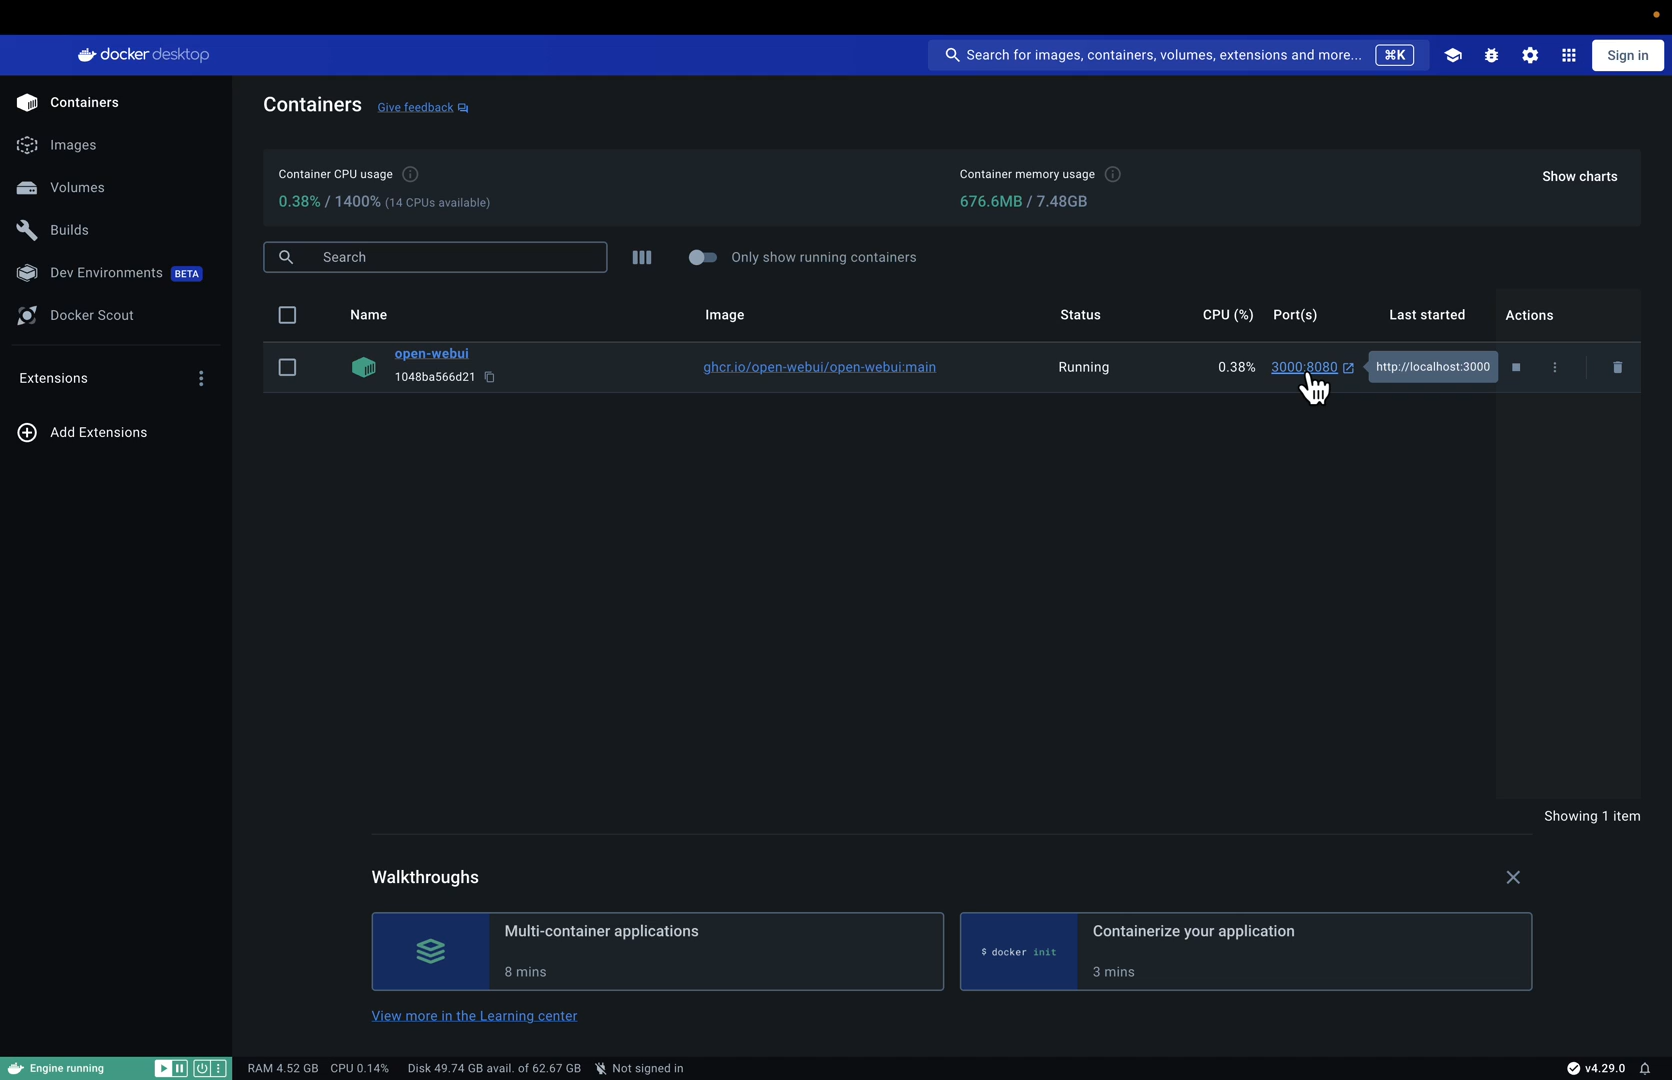 docker desktop
Search for images, containers, volumes, extensions and more...
⌘K
Sign in
Containers
Images
Volumes
Builds
Dev Environments BETA
Docker Scout
Extensions
Add Extensions
Containers Give feedback
Container CPU usage
0.38% / 1400% (14 CPUs available)
Container memory usage
676.6MB / 7.48GB
Show charts
Search
Only show running containers
Name Image Status CPU (%) Port(s) Last started Actions
open-webui
1048ba566d21
ghcr.io/open-webui/open-webui:main
Running
0.38%
3000:8080
http://localhost:3000
Showing 1 item
Walkthroughs
Multi-container applications
8 mins
$ docker init
Containerize your application
3 mins
View more in the Learning center
Engine running
RAM 4.52 GB CPU 0.14% Disk 49.74 GB avail. of 62.67 GB Not signed in
v4.29.0